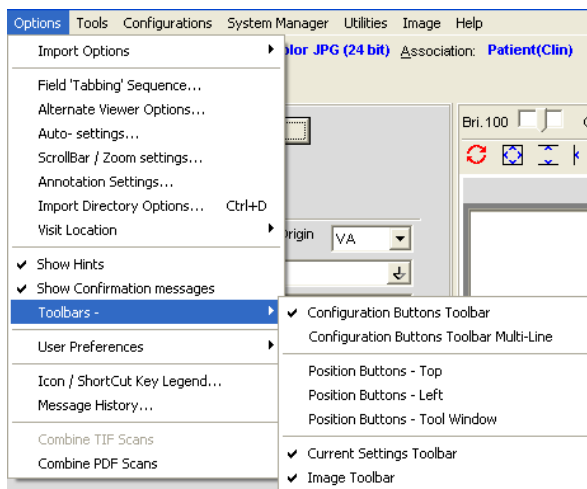 Options Tools Configurations System Manager Utilities Image Help
Import Options
olor JPG (24 bit) Association: Patient(Clin)
Field 'Tabbing' Sequence...
Alternate Viewer Options...
Auto- settings...
Bri. 100
ScrollBar / Zoom settings...
Annotation Settings...
Import Directory Options... Ctrl+D
Visit Location
Origin VA
Show Hints
Show Confirmation messages
Toolbars -
Configuration Buttons Toolbar
Configuration Buttons Toolbar Multi-Line
User Preferences
Position Buttons - Top
Icon / ShortCut Key Legend...
Position Buttons - Left
Message History...
Position Buttons - Tool Window
Combine TIF Scans
Current Settings Toolbar
Combine PDF Scans
Image Toolbar